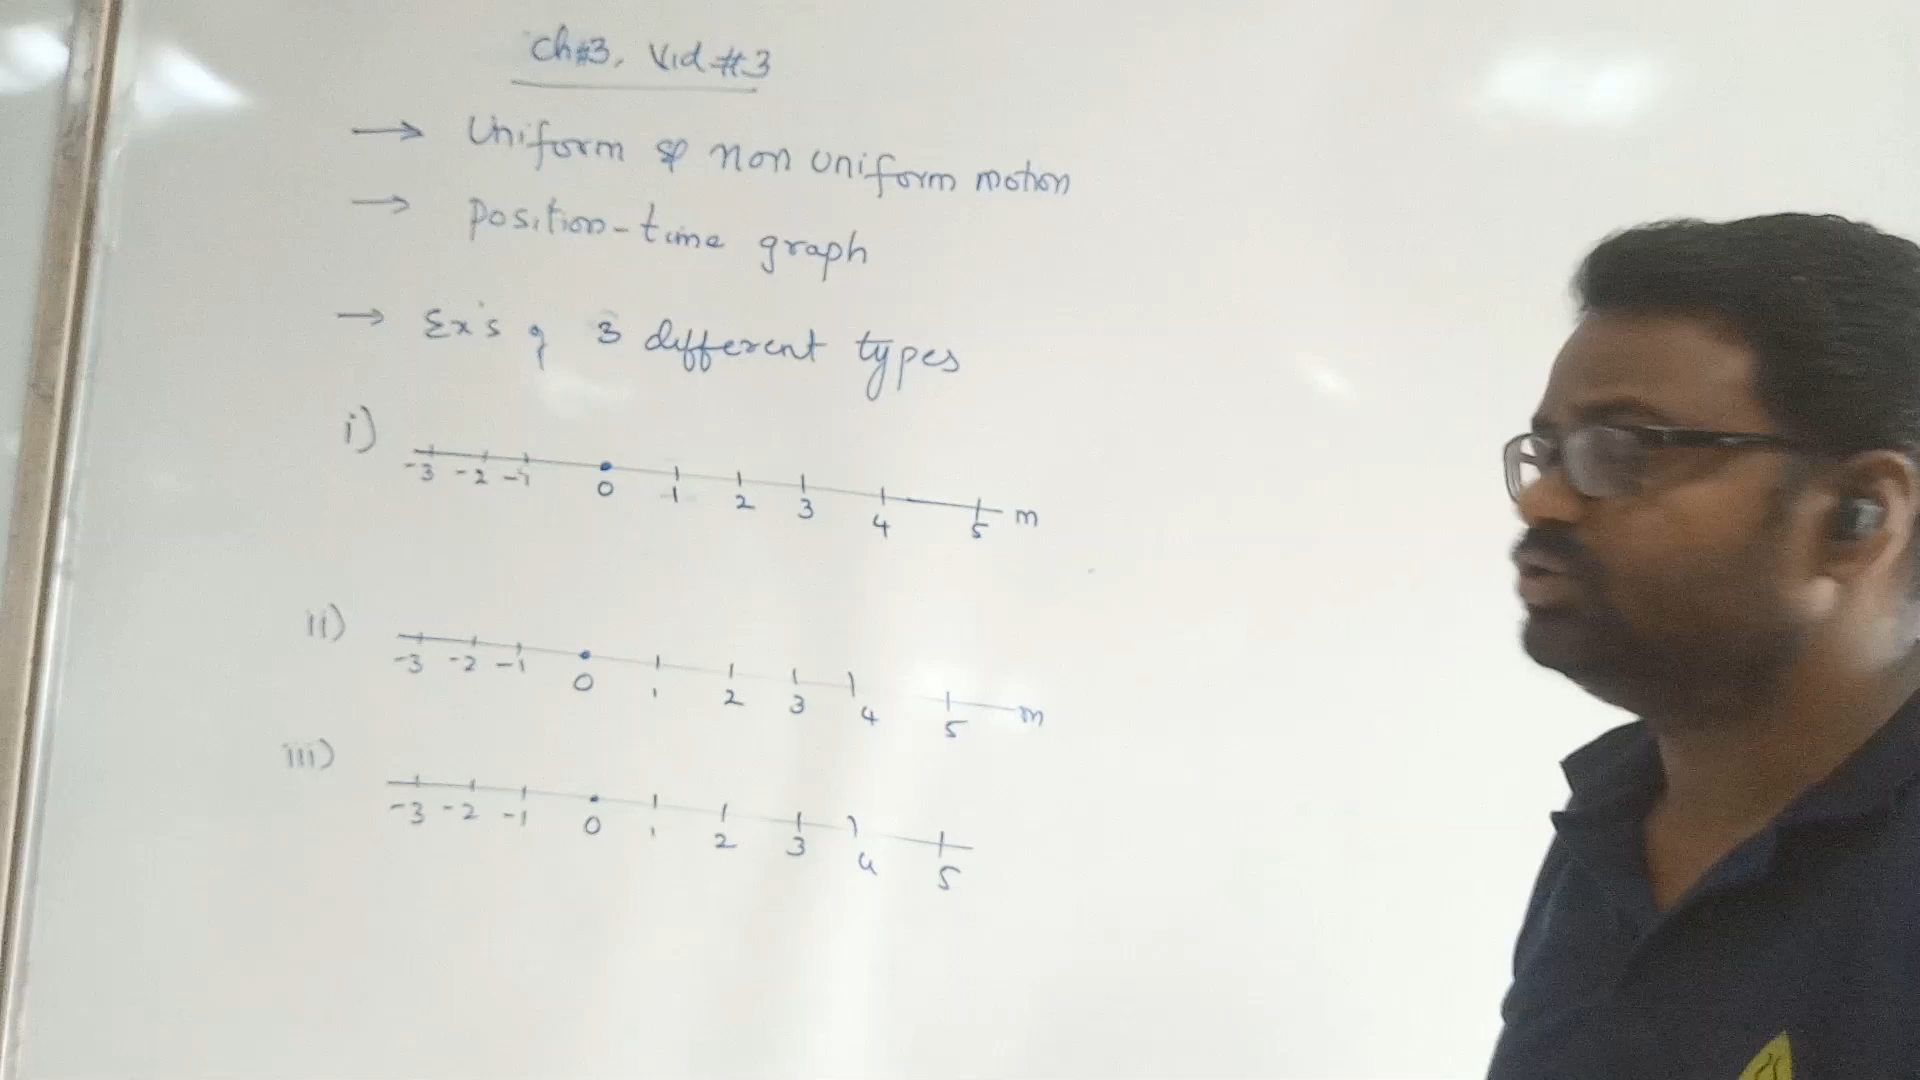 Ch#3, Vid #3
→ Uniform & non uniform motion
→ Position-time graph
→ Ex's of 3 different types
i)
-3 -2 -1 0 1 2 3 4 5 m
ii)
-3 -2 -1 0 1 2 3 4 5 m
iii)
-3 -2 -1 0 1 2 3 4 5